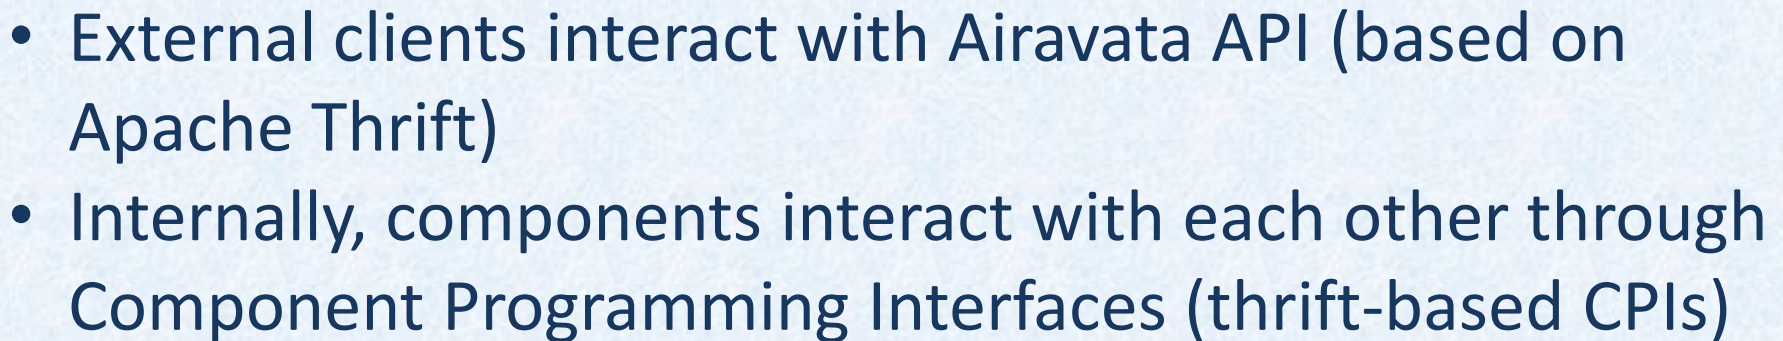 • External clients interact with Airavata API (based on
Apache Thrift)
• Internally, components interact with each other through
Component Programming Interfaces (thrift-based CPIs)